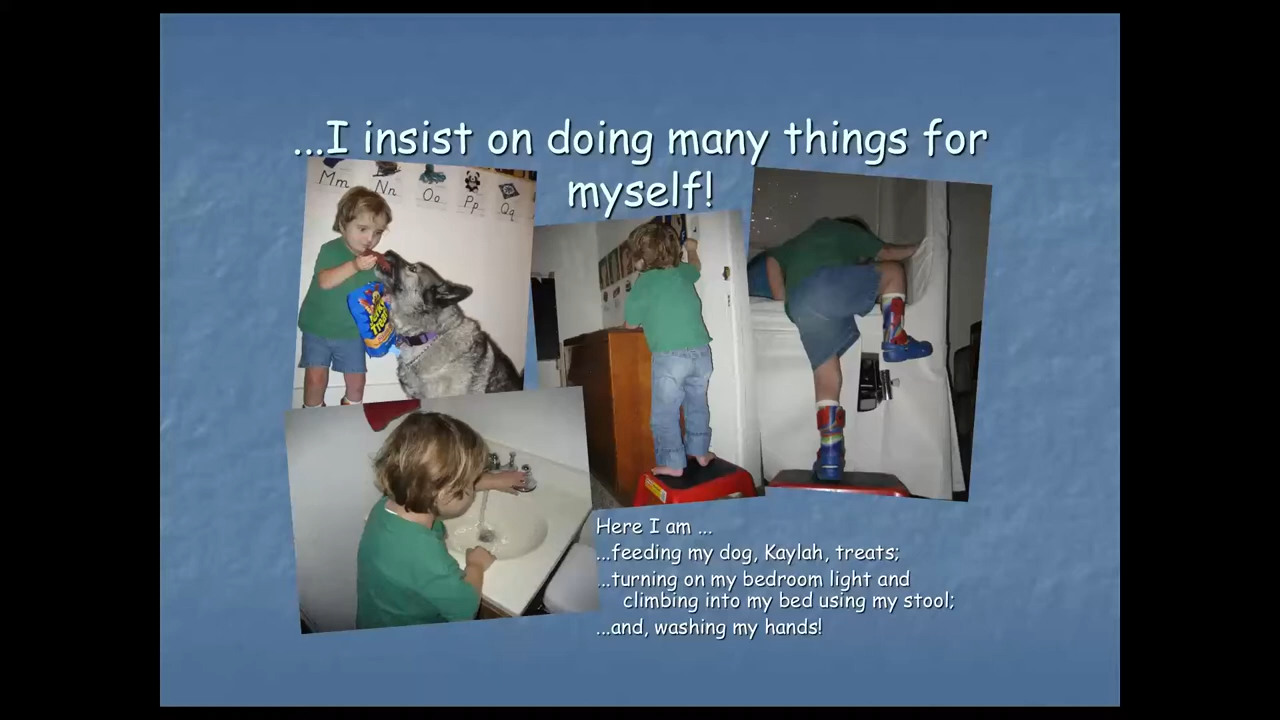 ...I insist on doing many things for
myself!
Mm Nn Oo Pp Qq
Here I am ...
...feeding my dog, Kaylah, treats;
...turning on my bedroom light and
climbing into my bed using my stool;
...and, washing my hands!